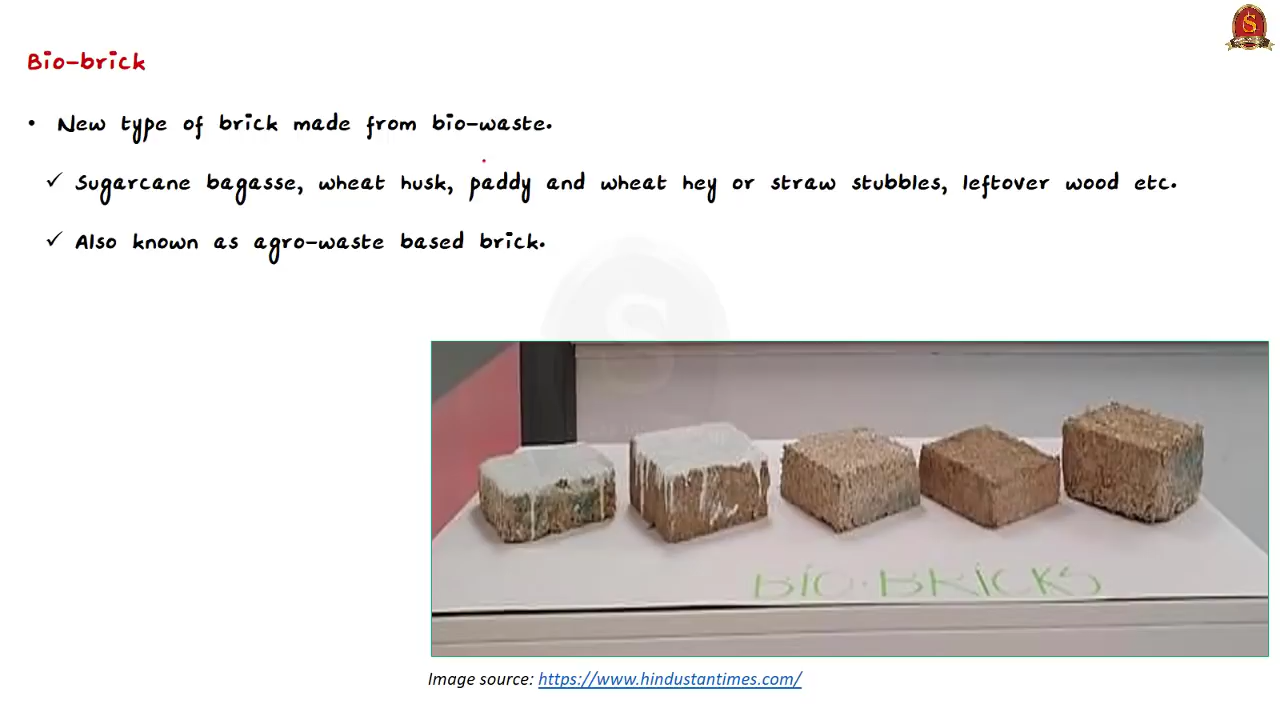 Bio-brick
• New type of brick made from bio-waste.
✓ Sugarcane bagasse, wheat husk, paddy and wheat hey or straw stubbles, leftover wood etc.
✓ Also known as agro-waste based brick.
S
S
BIO-BRICKS
Image source: https://www.hindustantimes.com/